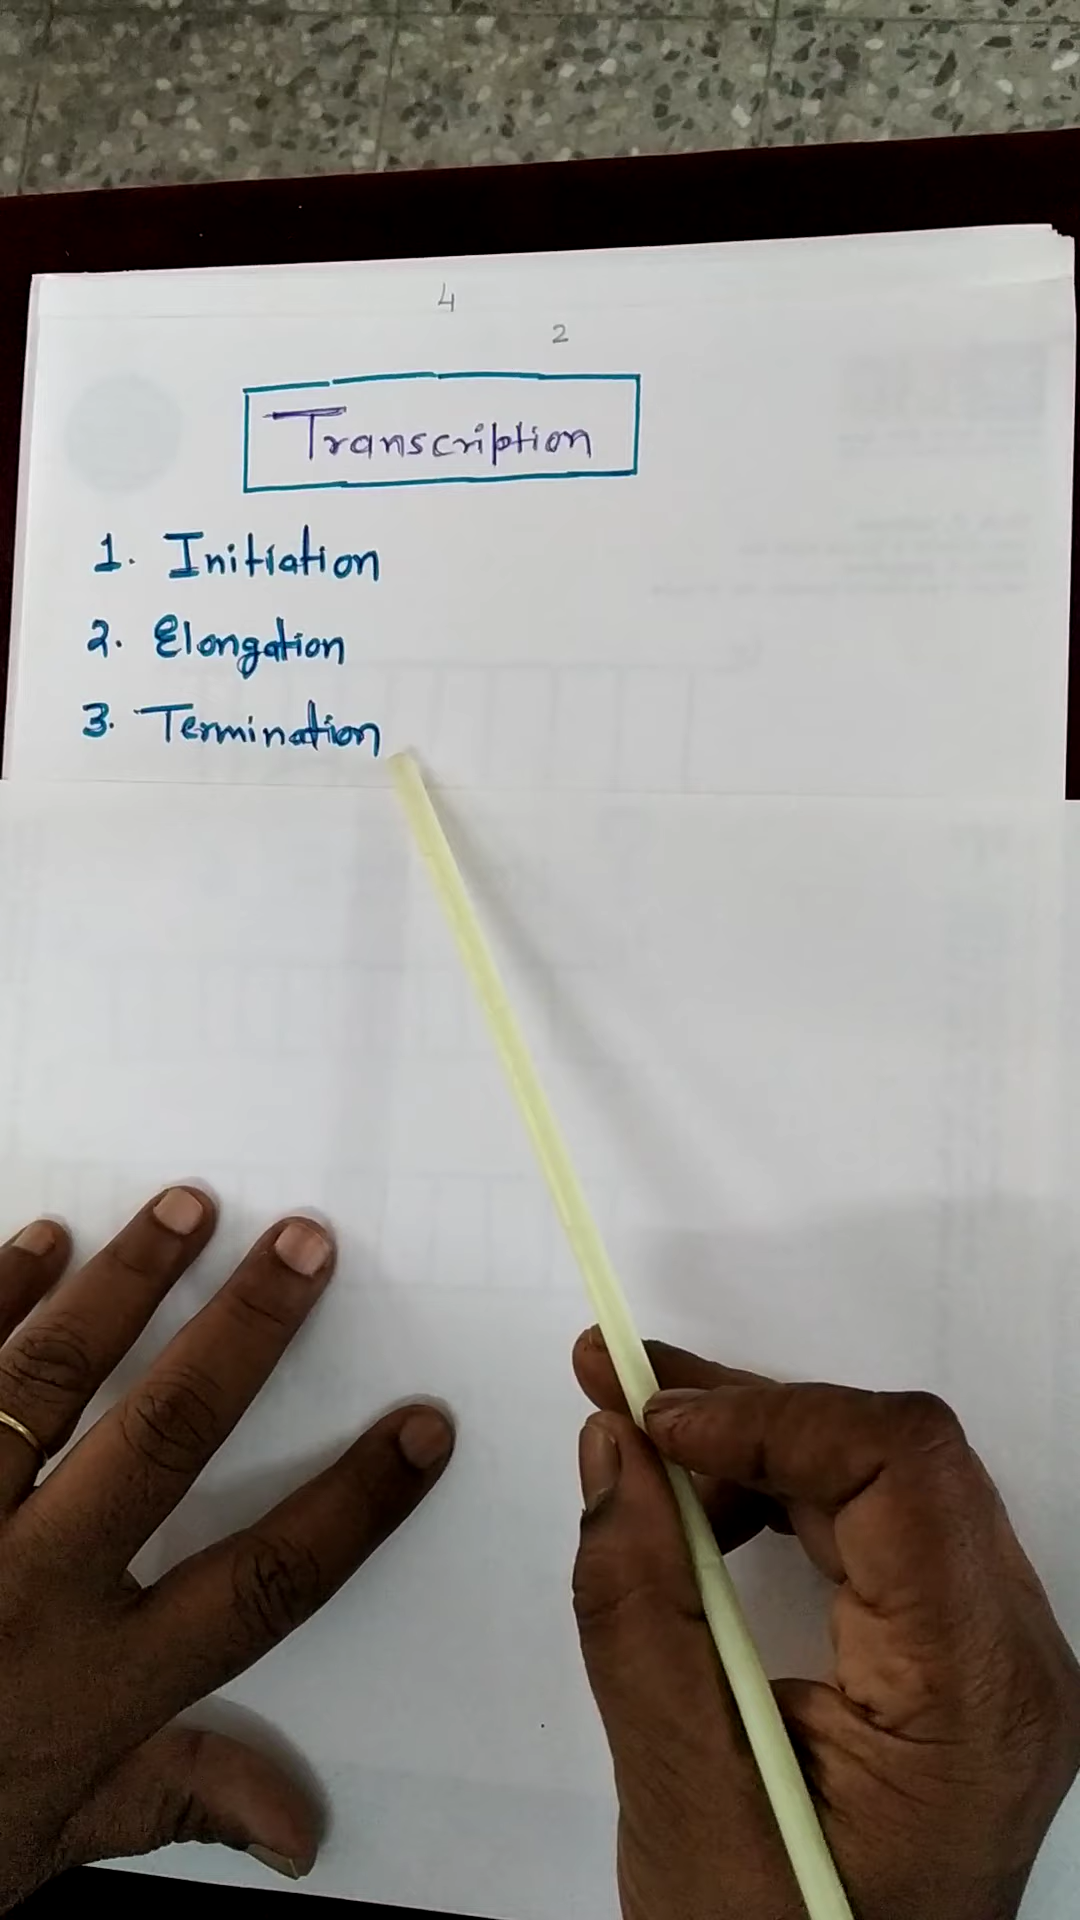 4
2
Transcription
1. Initiation
2. Elongation
3. Termination